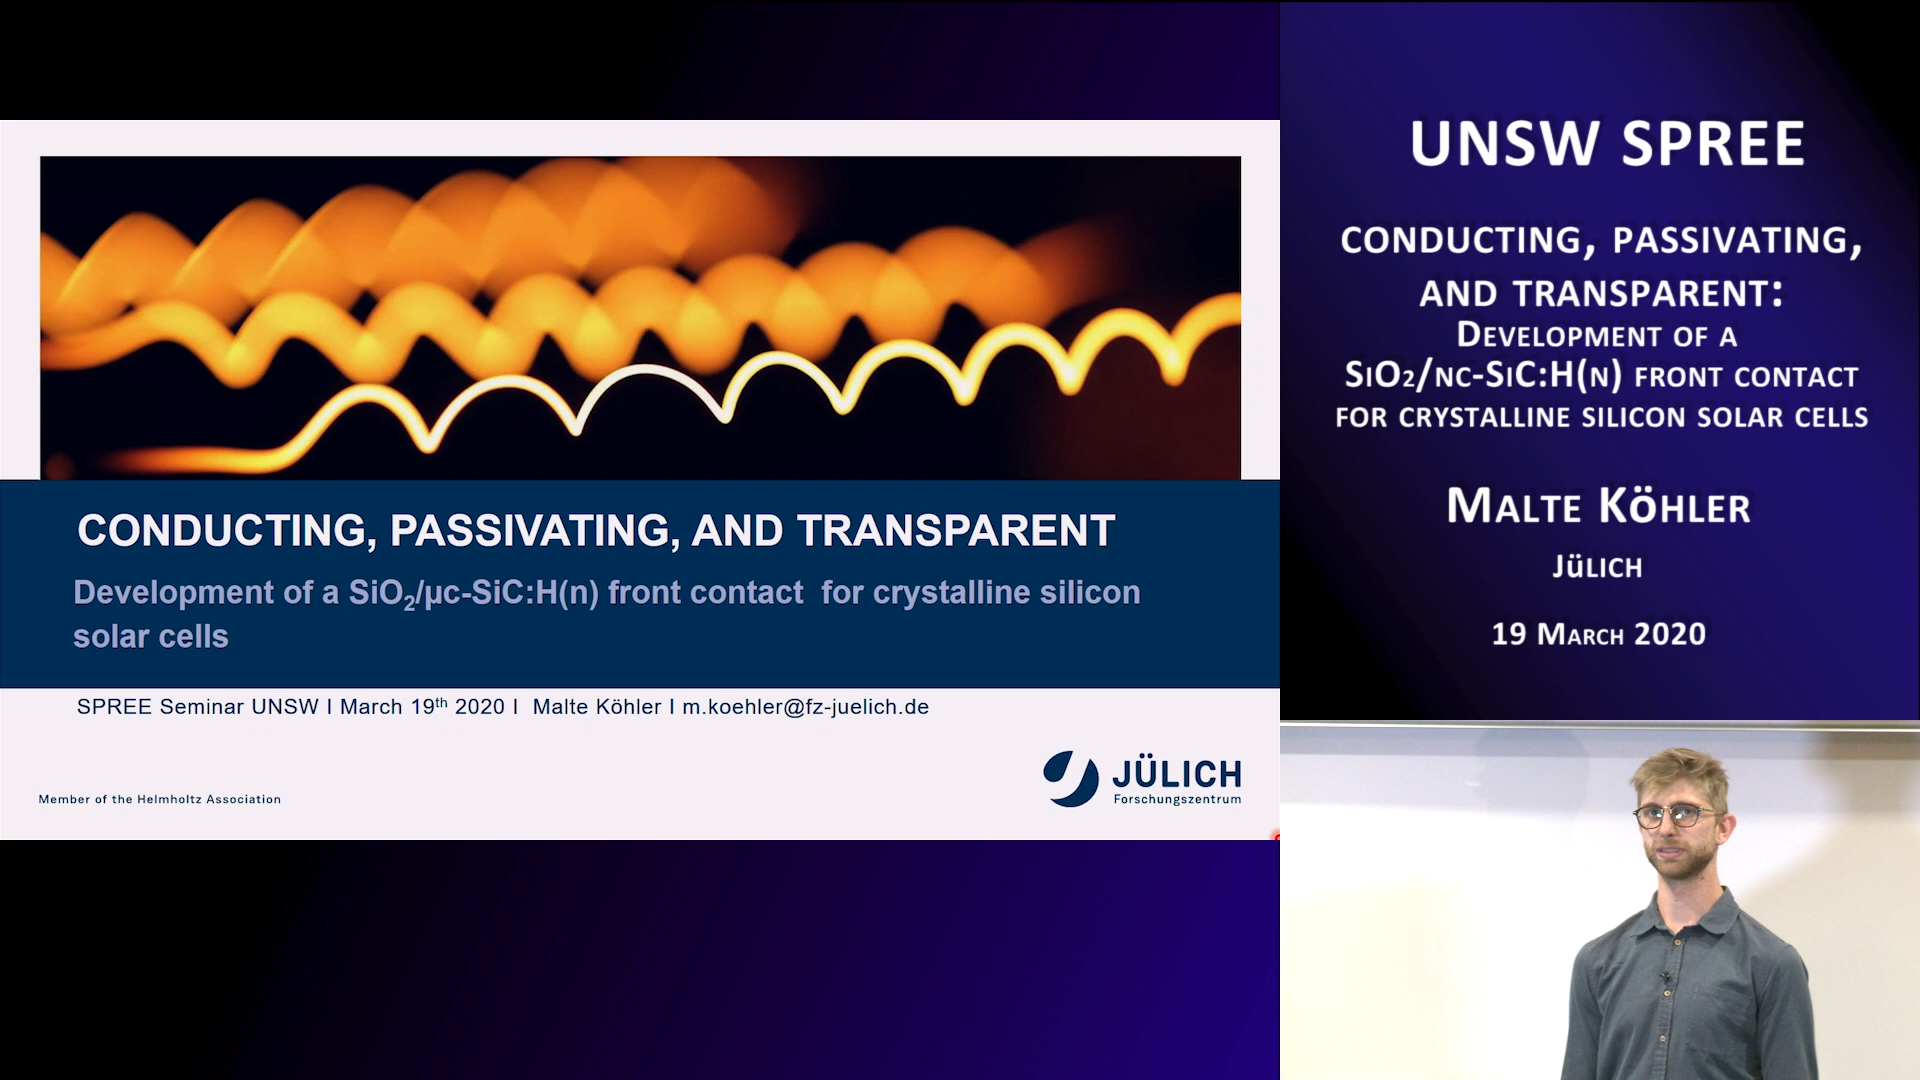 CONDUCTING, PASSIVATING, AND TRANSPARENT
Development of a SiO₂/µc-SiC:H(n) front contact for crystalline silicon
solar cells
SPREE Seminar UNSW I March 19th 2020 I Malte Köhler I m.koehler@fz-juelich.de
Member of the Helmholtz Association
JÜLICH
Forschungszentrum
UNSW SPREE
CONDUCTING, PASSIVATING,
AND TRANSPARENT:
DEVELOPMENT OF A
SIO2/NC-SIC:H(N) FRONT CONTACT
FOR CRYSTALLINE SILICON SOLAR CELLS
MALTE KÖHLER
JÜLICH
19 MARCH 2020